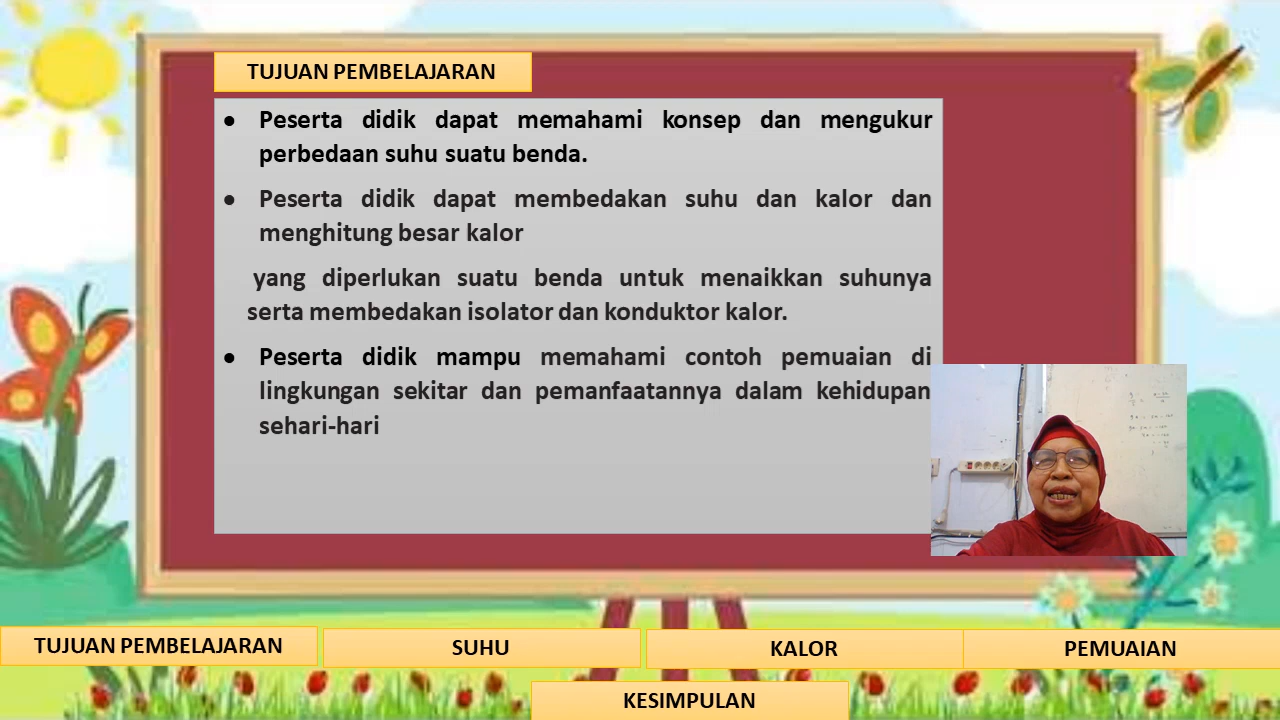 TUJUAN PEMBELAJARAN
• Peserta didik dapat memahami konsep dan mengukur
perbedaan suhu suatu benda.
• Peserta didik dapat membedakan suhu dan kalor dan
menghitung besar kalor
yang diperlukan suatu benda untuk menaikkan suhunya
serta membedakan isolator dan konduktor kalor.
• Peserta didik mampu memahami contoh pemuaian di
lingkungan sekitar dan pemanfaatannya dalam kehidupan
sehari-hari
TUJUAN PEMBELAJARAN
SUHU
KALOR
PEMUAIAN
KESIMPULAN